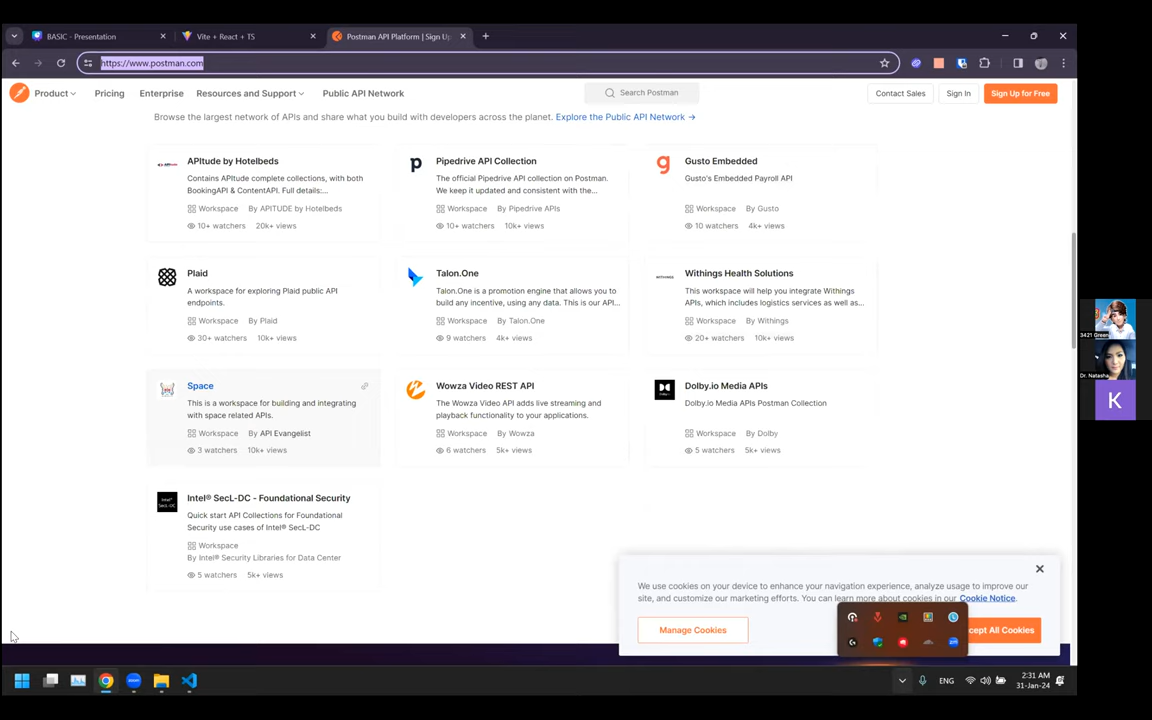 BASIC - Presentation
Vite + React + TS
Postman API Platform | Sign Up
https://www.postman.com
Product
Pricing
Enterprise
Resources and Support
Public API Network
Search Postman
Contact Sales
Sign In
Sign Up for Free
Browse the largest network of APIs and share what you build with developers across the planet. Explore the Public API Network →
APItude by Hotelbeds
Contains APItude complete collections, with both
BookingAPI & ContentAPI. Full details:...
Workspace By APITUDE by Hotelbeds
10+ watchers 20k+ views
Pipedrive API Collection
The official Pipedrive API collection on Postman.
We keep it updated and consistent with the...
Workspace By Pipedrive APIs
10+ watchers 10k+ views
Gusto Embedded
Gusto's Embedded Payroll API
Workspace By Gusto
10 watchers 4k+ views
Plaid
A workspace for exploring Plaid public API
endpoints.
Workspace By Plaid
30+ watchers 10k+ views
Talon.One
Talon.One is a promotion engine that allows you to
build any incentive, using any data. This is our API...
Workspace By Talon.One
9 watchers 4k+ views
Withings Health Solutions
This workspace will help you integrate Withings
APIs, which includes logistics services as well as...
Workspace By Withings
20+ watchers 10k+ views
Space
This is a workspace for building and integrating
with space related APIs.
Workspace By API Evangelist
3 watchers 10k+ views
Wowza Video REST API
The Wowza Video API adds live streaming and
playback functionality to your applications.
Workspace By Wowza
6 watchers 5k+ views
Dolby.io Media APIs
Dolby.io Media APIs Postman Collection
Workspace By Dolby
5 watchers 5k+ views
Intel® SecL-DC - Foundational Security
Quick start API Collections for Foundational
Security use cases of Intel® SecL-DC
Workspace
By Intel® Security Libraries for Data Center
5 watchers 5k+ views
We use cookies on your device to enhance your navigation experience, analyze usage to improve our
site, and customize our marketing efforts. You can learn more about cookies in our Cookie Notice.
Manage Cookies
ccept All Cookies
3421 Green
Dr. Natasha
K
ENG
2:31 AM
31-Jan-24